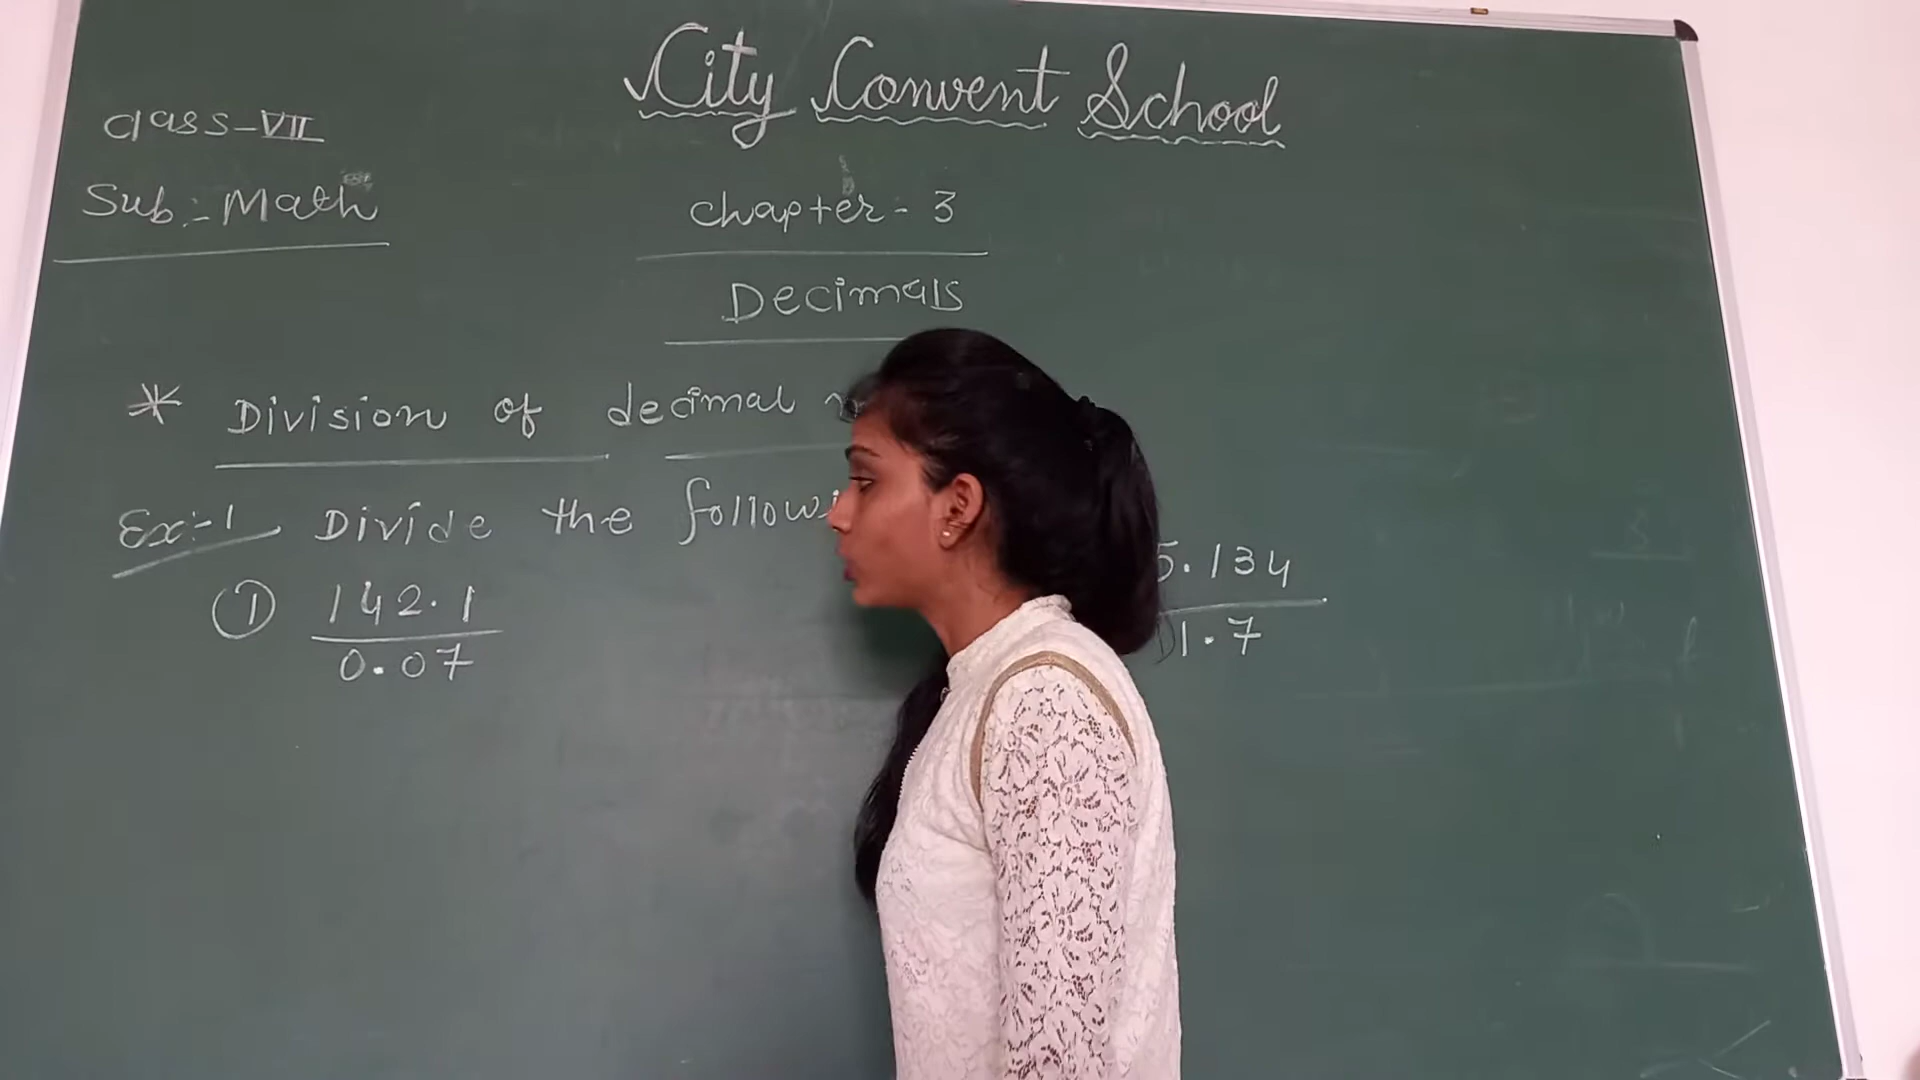 City Convent School
Class-VII
Sub:-Math
Chapter-3
Decimals
* Division of decimal
Ex:-1 Divide the
① 142.1
0.07
5.134
1.7